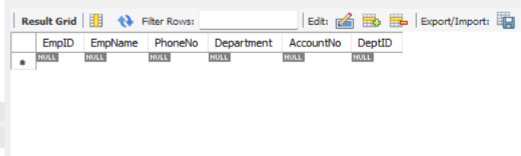 Result Grid Filter Rows: Edit: Export/Import:
EmpID EmpName PhoneNo Department AccountNo DeptID
NULL NULL NULL NULL NULL NULL